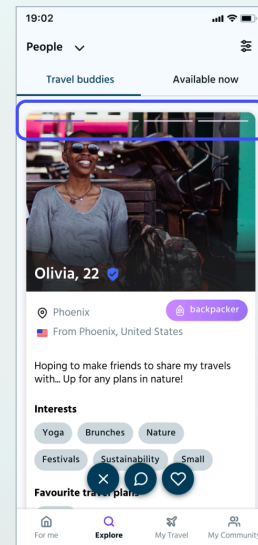 19:02
People
Travel buddies Available now
Olivia, 22
Phoenix backpacker
From Phoenix, United States
Hoping to make friends to share my travels
with... Up for any plans in nature!
Interests
Yoga Brunches Nature
Festivals Sustainability Small
Favourite travel plans
For me Explore My Travel My Community